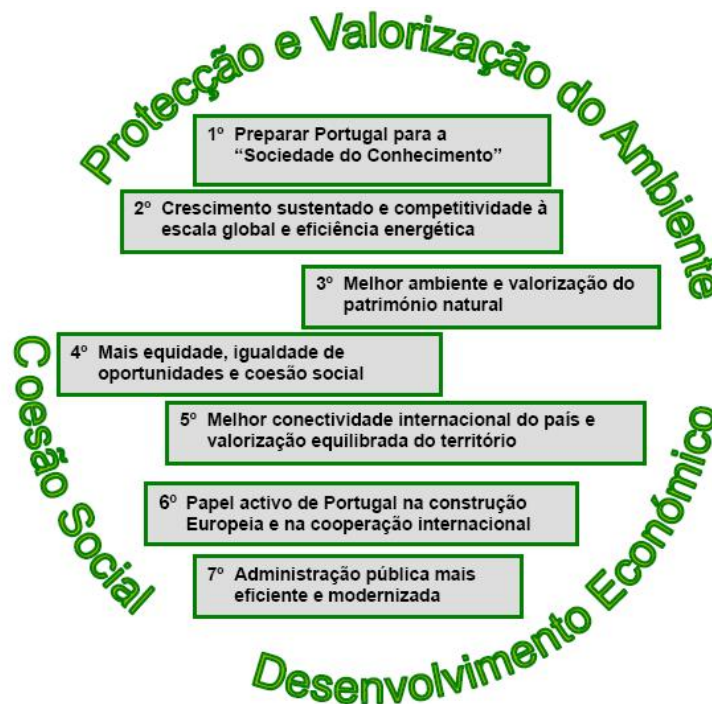 Protecção e Valorização do Ambiente
1º Preparar Portugal para a
“Sociedade do Conhecimento”
2º Crescimento sustentado e competitividade à
escala global e eficiência energética
3º Melhor ambiente e valorização do
património natural
4º Mais equidade, igualdade de
oportunidades e coesão social
5º Melhor conectividade internacional do país e
valorização equilibrada do território
6º Papel activo de Portugal na construção
Europeia e na cooperação internacional
7º Administração pública mais
eficiente e modernizada
Coesão Social
Desenvolvimento Económico